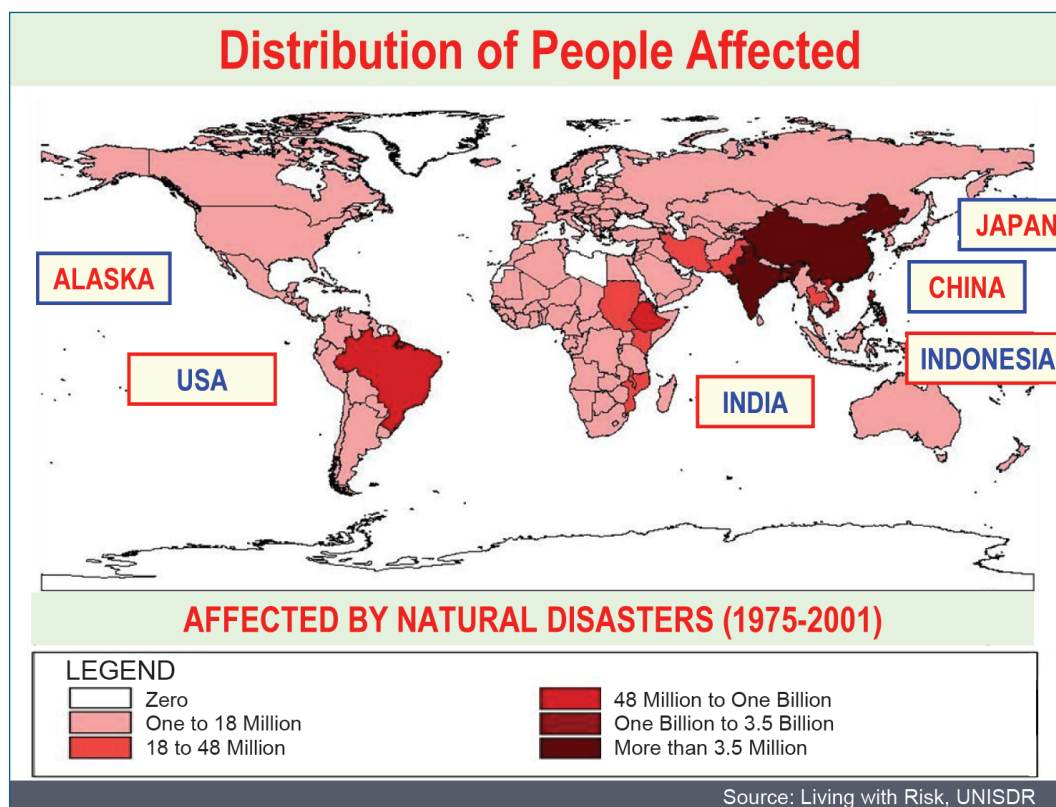 Distribution of People Affected
JAPAN
ALASKA
CHINA
INDONESIA
USA
INDIA
AFFECTED BY NATURAL DISASTERS (1975-2001)
LEGEND
Zero
One to 18 Million
18 to 48 Million
48 Million to One Billion
One Billion to 3.5 Billion
More than 3.5 Million
Source: Living with Risk, UNISDR